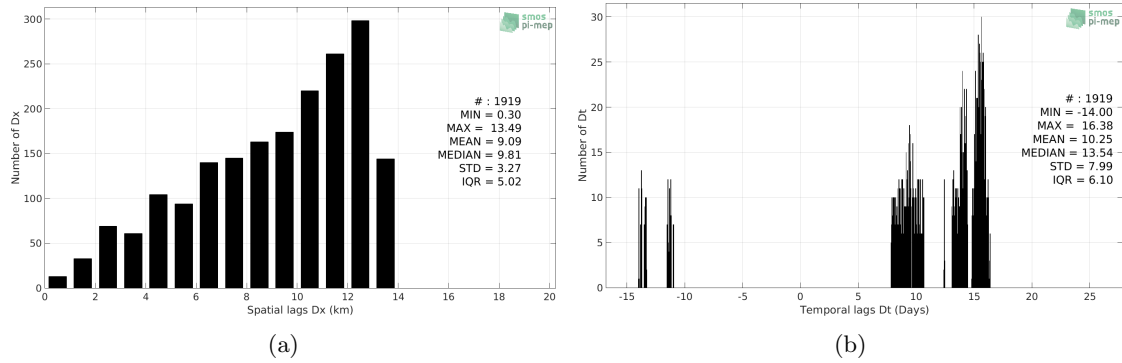 smos
pi-mep
300
250
200
150
100
50
0
Number of Dx
# : 1919
MIN = 0.30
MAX = 13.49
MEAN = 9.09
MEDIAN = 9.81
STD = 3.27
IQR = 5.02
0 2 4 6 8 10 12 14 16 18 20
Spatial lags Dx (km)
(a)
smos
pi-mep
30
25
20
15
10
5
0
Number of Dt
# : 1919
MIN = -14.00
MAX = 16.38
MEAN = 10.25
MEDIAN = 13.54
STD = 7.99
IQR = 6.10
-15 -10 -5 0 5 10 15 20 25
Temporal lags Dt (Days)
(b)